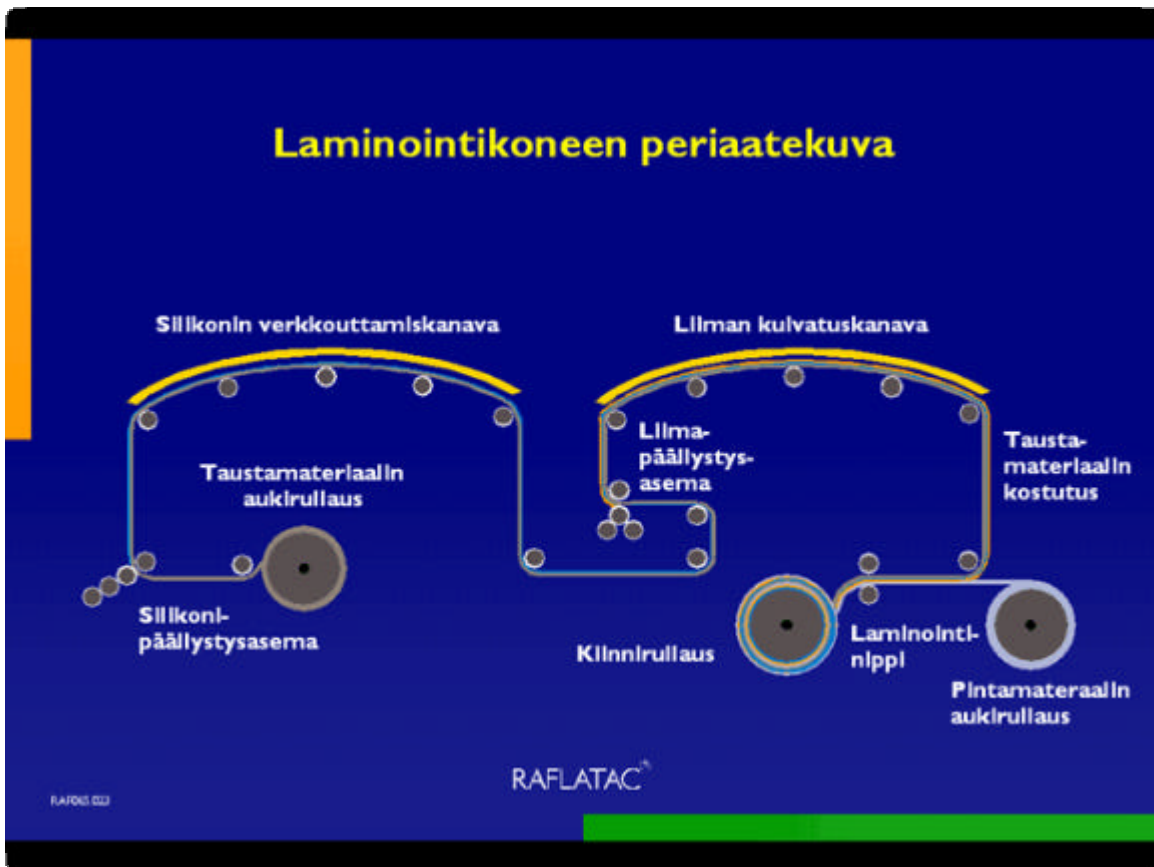 Laminointikoneen periaatekuva
Silikonin verkkouttamiskanava
Liiman kuivatuskanava
Liima-
päällystys-
asema
Tausta-
materiaalin
kostutus
Taustamateriaalin
aukirullaus
Silikoni-
päällystysasema
Kiinnirullaus
Laminointi-
nippi
Pintamateraalin
aukirullaus
RAFLATAC